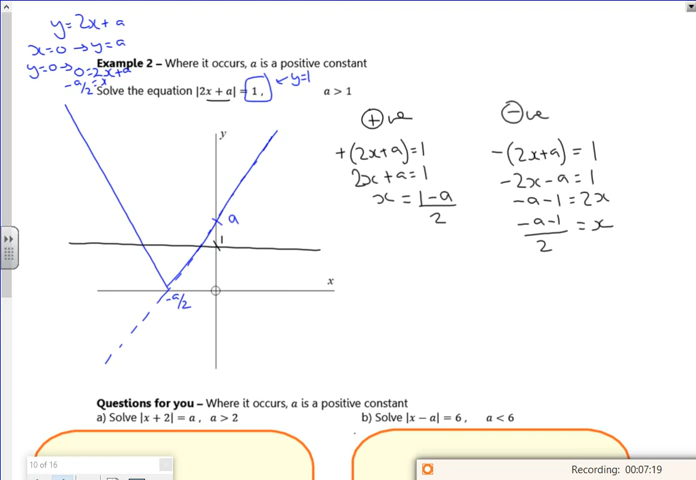 y=2x+a
x=0 →y=a
y=0→0=2x+a
-a/2=x
Example 2 – Where it occurs, a is a positive constant
Solve the equation |2x + a| = 1, a > 1
←y=1
⊕ve
+(2x+a)=1
2x+a=1
x=1-a
2
⊖ve
-(2x+a)=1
-2x-a=1
-a-1=2x
-a-1=x
2
y
a
1
x
-a/2
Questions for you – Where it occurs, a is a positive constant
a) Solve |x + 2| = a, a > 2
b) Solve |x − a| = 6, a < 6
10 of 16
Recording: 00:07:19